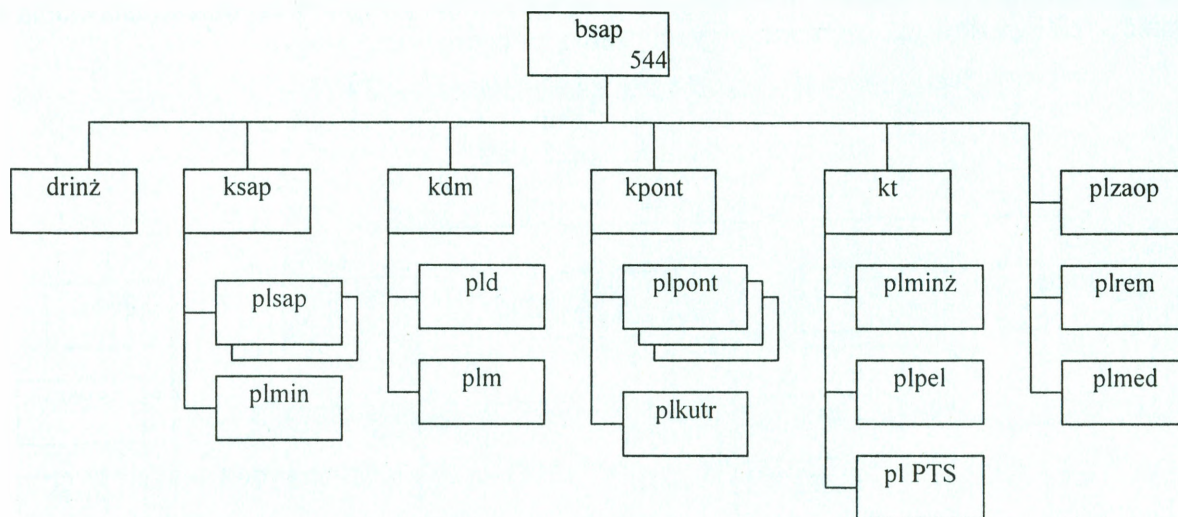 bsap
544
drinż
ksap
kdm
kpont
kt
plzaop
plsap
pld
plpont
plminż
plrem
plmin
plm
plkutr
plpel
plmed
pl PTS